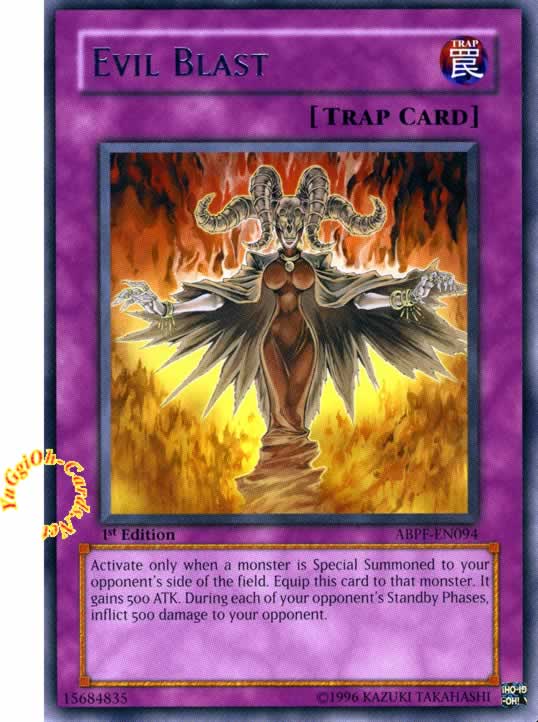 EVIL BLAST
TRAP
罠
[TRAP CARD]
YuGgiOh-Cards.Net
1st Edition
ABPF-EN094
Activate only when a monster is Special Summoned to your
opponent's side of the field. Equip this card to that monster. It
gains 500 ATK. During each of your opponent's Standby Phases,
inflict 500 damage to your opponent.
15684835
©1996 KAZUKI TAKAHASHI